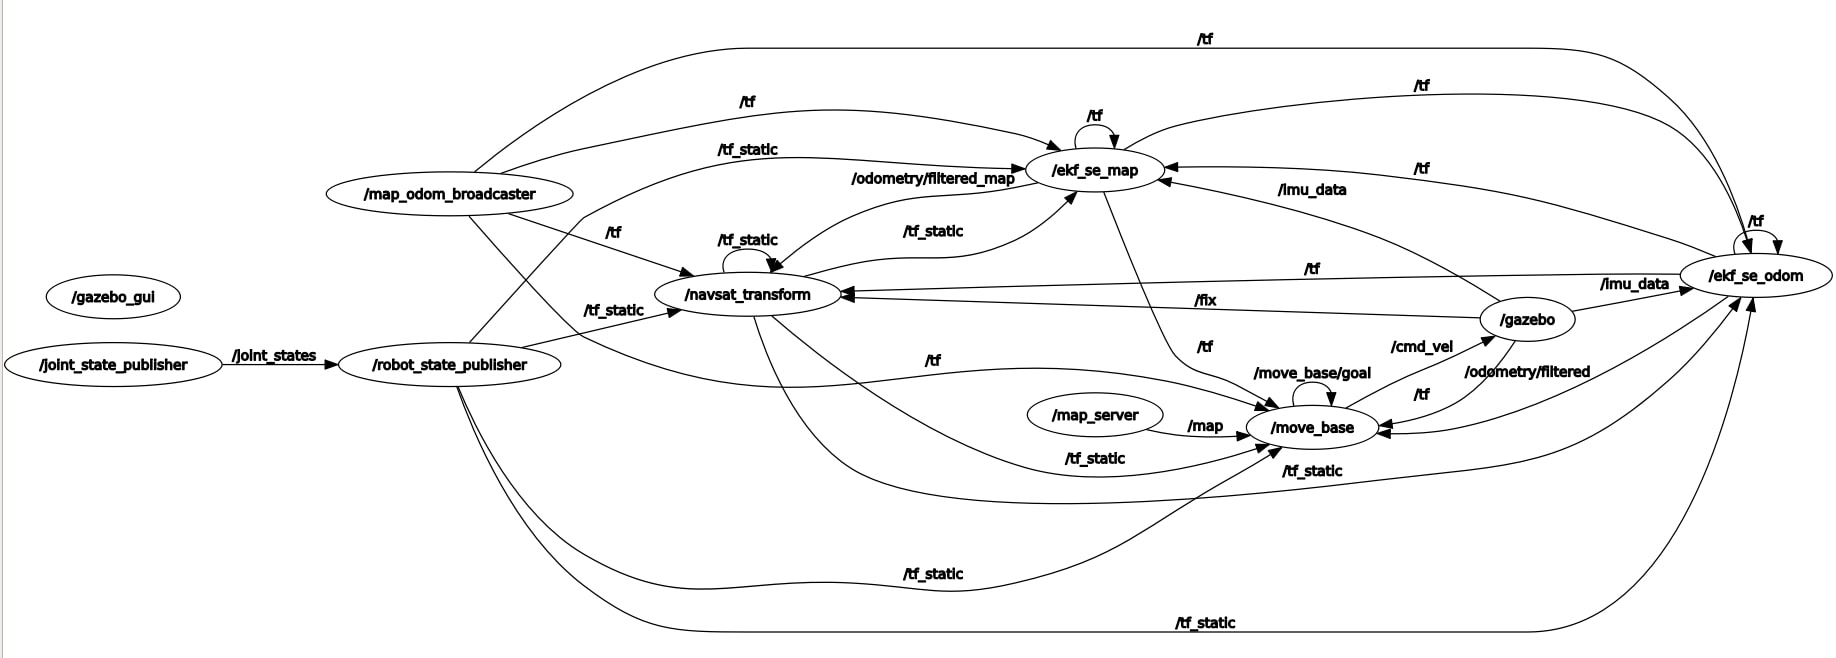 /tf
/tf
/tf
/tf
/tf_static
/ekf_se_map
/tf
/odometry/filtered_map
/imu_data
/map_odom_broadcaster
/tf
/tf_static
/tf_static
/tf
/tf
/ekf_se_odom
/navsat_transform
/imu_data
/gazebo_gui
/fix
/tf_static
/gazebo
/joint_states
/joint_state_publisher
/robot_state_publisher
/tf
/tf
/cmd_vel
/move_base/goal
/odometry/filtered
/tf
/map_server
/map
/move_base
/tf_static
/tf_static
/tf_static
/tf_static